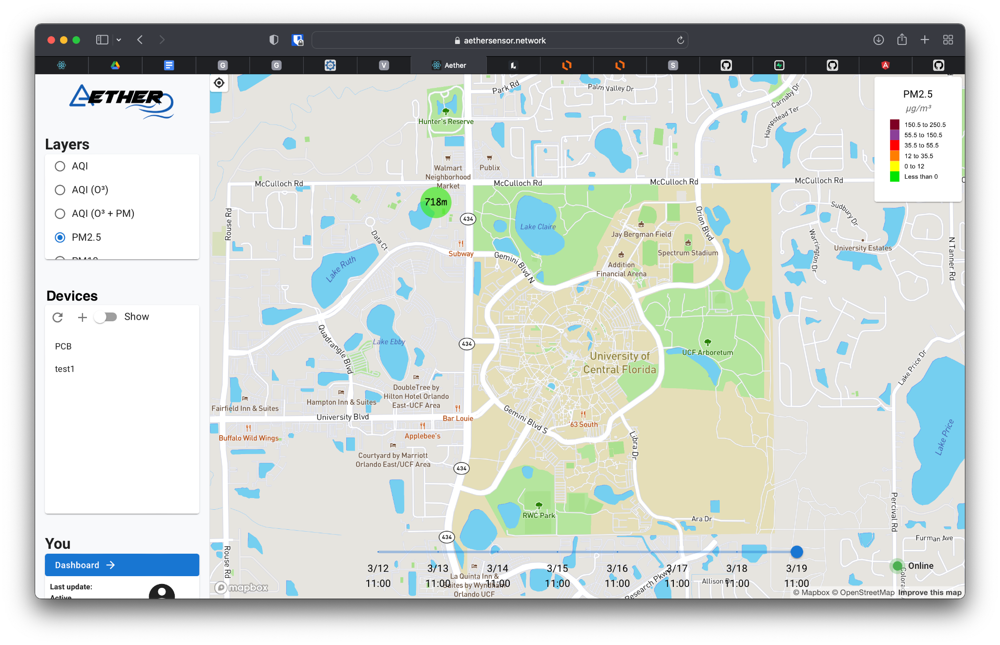 aethersensor.network
G
G
V
Aether
S
AETHER
Layers
AQI
AQI (O³)
AQI (O³ + PM)
PM2.5
Devices
Show
PCB
test1
You
Dashboard
Last update:
Active
Park Rd
Palm Valley Dr
Carnaby Dr
Hampstead Ter
Hunter's Reserve
Walmart
Neighborhood
Market
Publix
McCulloch Rd
McCulloch Rd
McCulloch Rd
McCulloch Rd
718m
434
Rouse Rd
Data Ct
Lake Claire
Jay Bergman Field
Orion Blvd
Spectrum Stadium
Addition
Financial Arena
Sudbury Dr
Warrington Dr
University Estates
N Tanner Rd
Subway
Gemini Blvd N
Lake Ruth
Quadrangle Blvd
Lake Ebby
434
University of
Central Florida
UCF Arboretum
Lake Price Dr
DoubleTree by
Hilton Hotel Orlando
East-UCF Area
Hampton Inn & Suites
Fairfield Inn & Suites
University Blvd
Bar Louie
Gemini Blvd S
'63 South
Buffalo Wild Wings
Applebee's
Libra Dr
Lake Price
Courtyard by Marriott
Orlando East/UCF Area
434
RWC Park
Ara Dr
Percival Rd
434
Rouse Rd
Furman Ave
La Quinta Inn &
Suites by Wyndham
Orlando UCF
Research Pkwy
Allison Dr
3/12
11:00
3/13
11:00
3/14
11:00
3/15
11:00
3/16
11:00
3/17
11:00
3/18
11:00
3/19
11:00
Online
mapbox
© Mapbox © OpenStreetMap Improve this map
PM2.5
µg/m³
150.5 to 250.5
55.5 to 150.5
35.5 to 55.5
12 to 35.5
0 to 12
Less than 0